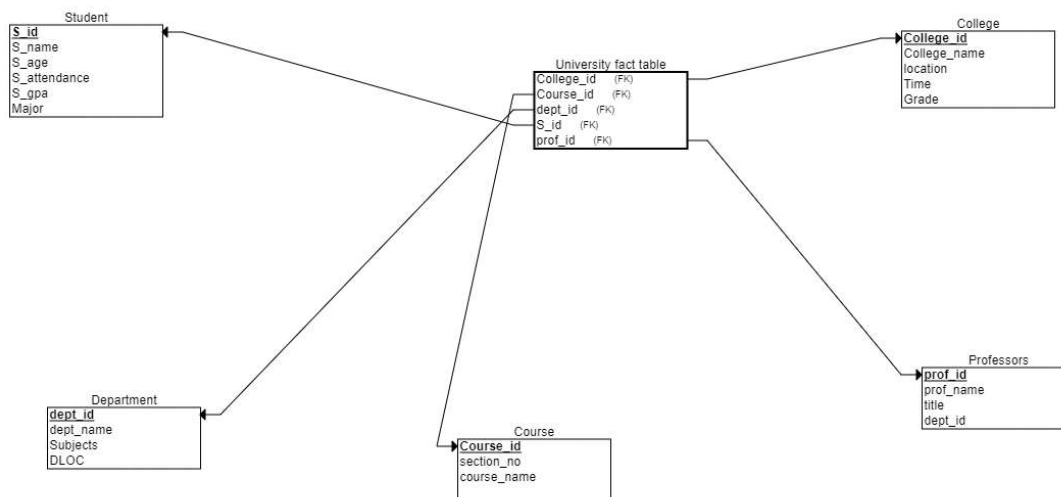 Student
S_id
S_name
S_age
S_attendance
S_gpa
Major
University fact table
College_id (FK)
Course_id (FK)
dept_id (FK)
S_id (FK)
prof_id (FK)
College
College_id
College_name
location
Time
Grade
Department
dept_id
dept_name
Subjects
DLOC
Course
Course_id
section_no
course_name
Professors
prof_id
prof_name
title
dept_id